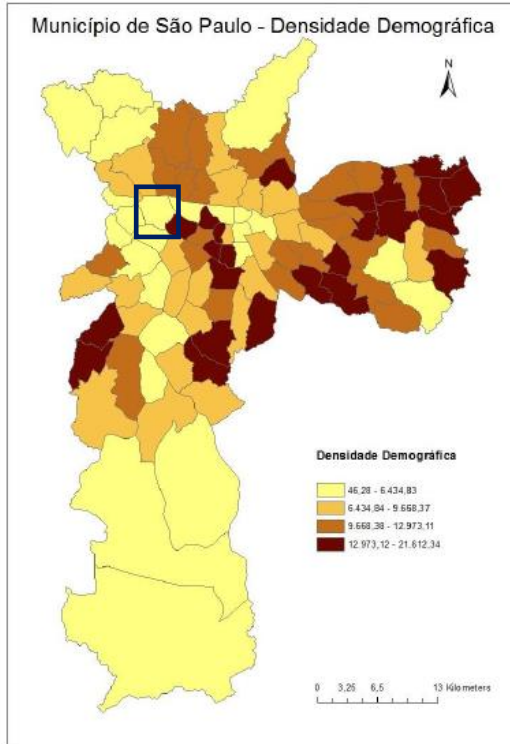 Município de São Paulo - Densidade Demográfica
N
Densidade Demográfica
46,28 - 6.434,83
6.434,84 - 9.668,37
9.668,38 - 12.973,11
12.973,12 - 21.612,34
0 3,25 6,5 13 Kilometers